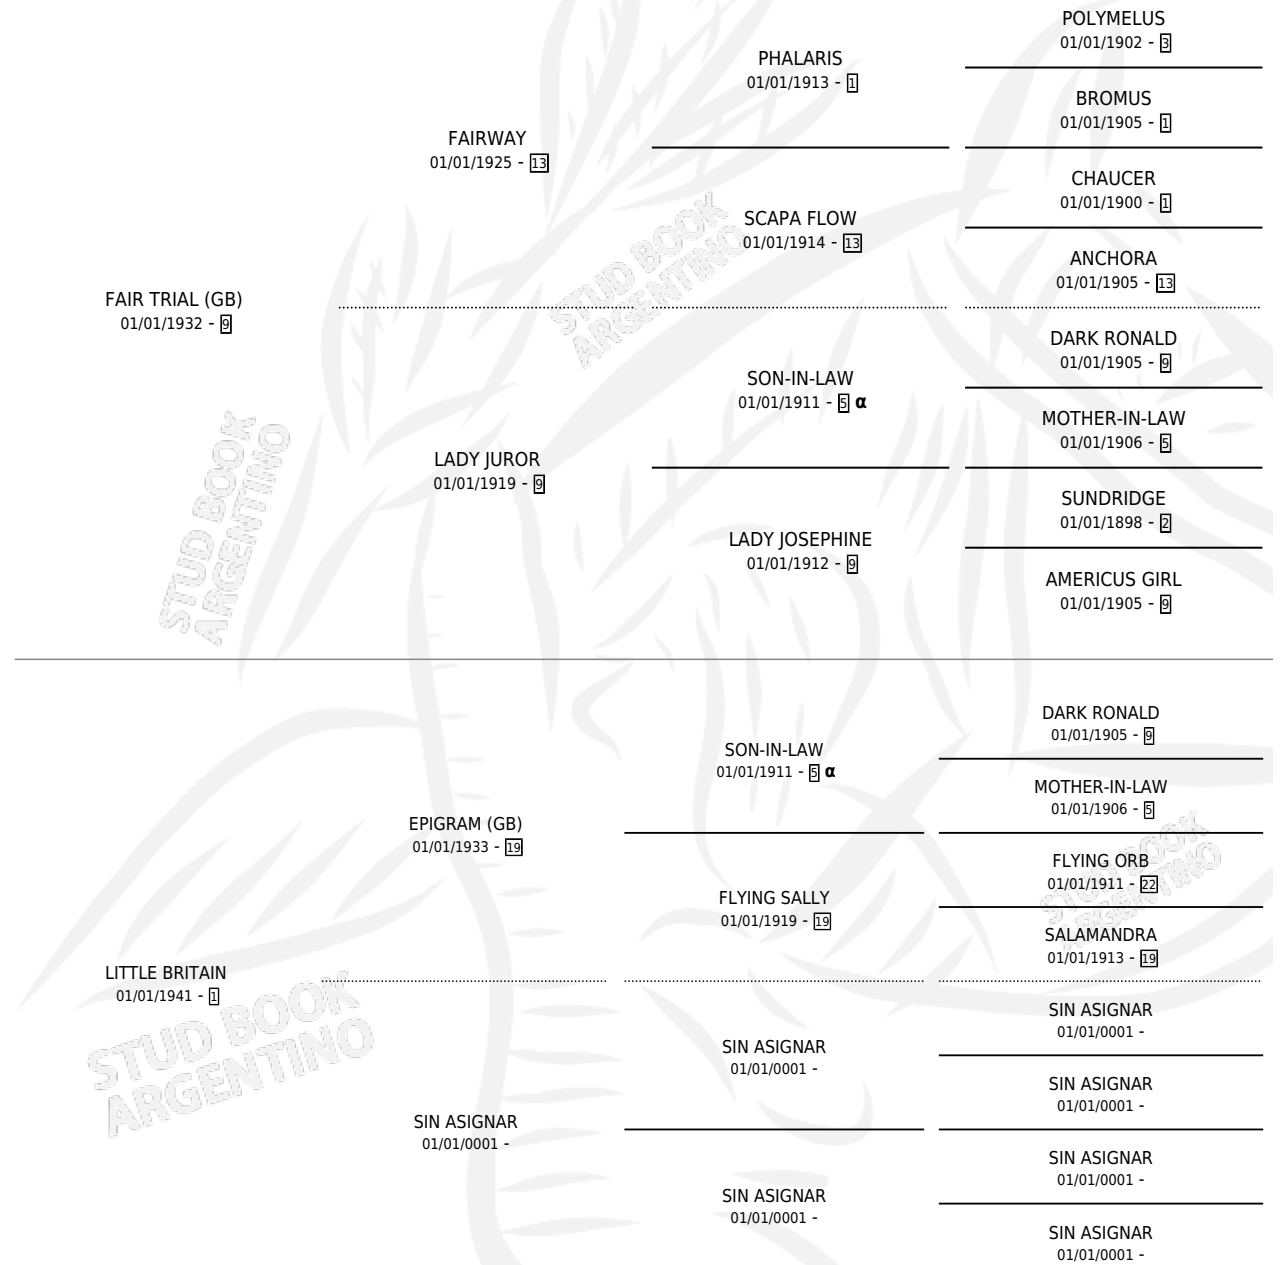 POLYMELUS
01/01/1902 - 3
PHALARIS
01/01/1913 - 1
BROMUS
01/01/1905 - 1
FAIRWAY
01/01/1925 - 13
CHAUCER
01/01/1900 - 1
SCAPA FLOW
01/01/1914 - 13
ANCHORA
01/01/1905 - 13
FAIR TRIAL (GB)
01/01/1932 - 9
DARK RONALD
01/01/1905 - 9
SON-IN-LAW
01/01/1911 - 5 α
MOTHER-IN-LAW
01/01/1906 - 5
LADY JUROR
01/01/1919 - 9
SUNDRIDGE
01/01/1898 - 2
LADY JOSEPHINE
01/01/1912 - 9
AMERICUS GIRL
01/01/1905 - 9
DARK RONALD
01/01/1905 - 9
SON-IN-LAW
01/01/1911 - 5 α
MOTHER-IN-LAW
01/01/1906 - 5
EPIGRAM (GB)
01/01/1933 - 19
FLYING ORB
01/01/1911 - 22
FLYING SALLY
01/01/1919 - 19
SALAMANDRA
01/01/1913 - 19
LITTLE BRITAIN
01/01/1941 - 1
SIN ASIGNAR
01/01/0001 -
SIN ASIGNAR
01/01/0001 -
SIN ASIGNAR
01/01/0001 -
SIN ASIGNAR
01/01/0001 -
SIN ASIGNAR
01/01/0001 -
SIN ASIGNAR
01/01/0001 -
SIN ASIGNAR
01/01/0001 -
STUD BOOK
ARGENTINO
STUD BOOK
ARGENTINO
STUD BOOK
ARGENTINO
STUD BOOK
ARGENTINO